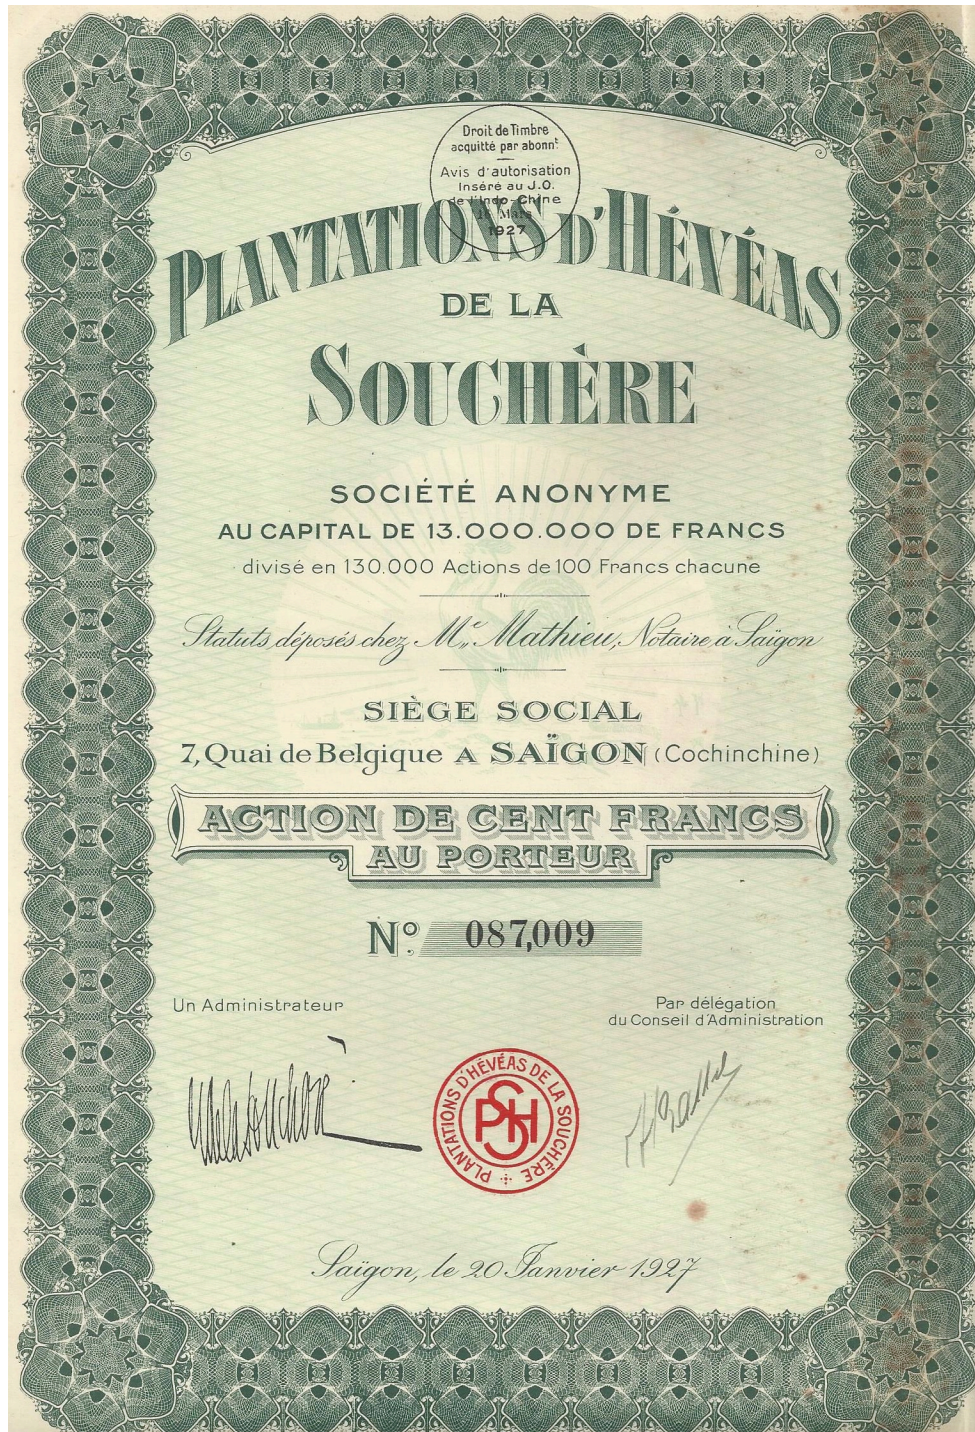 Droit de Timbre
acquitté par abonnt
Avis d'autorisation
Inséré au J.O.
de l'Indo-Chine
Mars
1927
PLANTATIONS D'HÉVÉAS
DE LA
SOUCHÈRE
SOCIÉTÉ ANONYME
AU CAPITAL DE 13.000.000 DE FRANCS
divisé en 130.000 Actions de 100 Francs chacune
Statuts déposés chez Me Mathieu, Notaire à Saïgon
SIÈGE SOCIAL
7, Quai de Belgique A SAÏGON (Cochinchine)
ACTION DE CENT FRANCS
AU PORTEUR
No. 087,009
Un Administrateur
Par délégation
du Conseil d'Administration
PLANTATIONS D'HÉVÉAS DE LA SOUCHÈRE
PSH
Saïgon, le 20 Janvier 1927